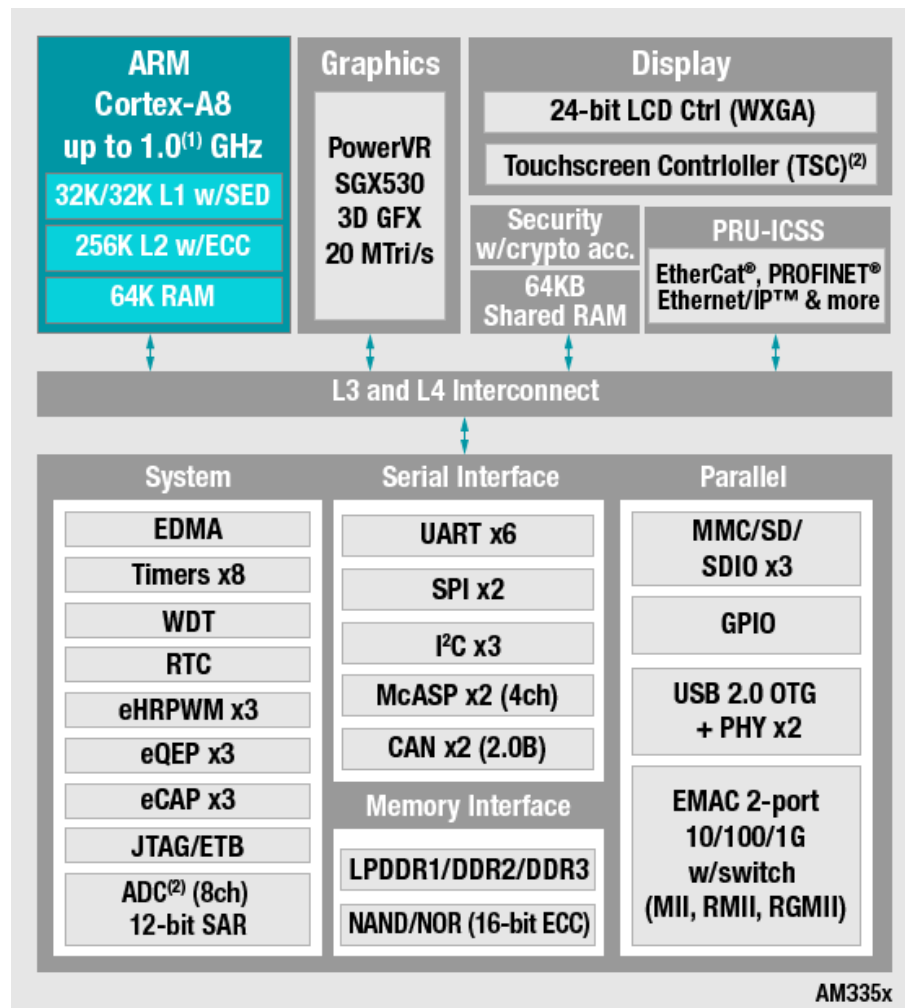 ARM
Cortex-A8
up to 1.0⁽¹⁾ GHz
32K/32K L1 w/SED
256K L2 w/ECC
64K RAM
Graphics
PowerVR
SGX530
3D GFX
20 MTri/s
Display
24-bit LCD Ctrl (WXGA)
Touchscreen Contrloller (TSC)⁽²⁾
Security
w/crypto acc.
64KB
Shared RAM
PRU-ICSS
EtherCat®, PROFINET®
Ethernet/IP™ & more
L3 and L4 Interconnect
System
EDMA
Timers x8
WDT
RTC
eHRPWM x3
eQEP x3
eCAP x3
JTAG/ETB
ADC⁽²⁾ (8ch)
12-bit SAR
Serial Interface
UART x6
SPI x2
I²C x3
McASP x2 (4ch)
CAN x2 (2.0B)
Memory Interface
LPDDR1/DDR2/DDR3
NAND/NOR (16-bit ECC)
Parallel
MMC/SD/
SDIO x3
GPIO
USB 2.0 OTG
+ PHY x2
EMAC 2-port
10/100/1G
w/switch
(MII, RMII, RGMII)
AM335x